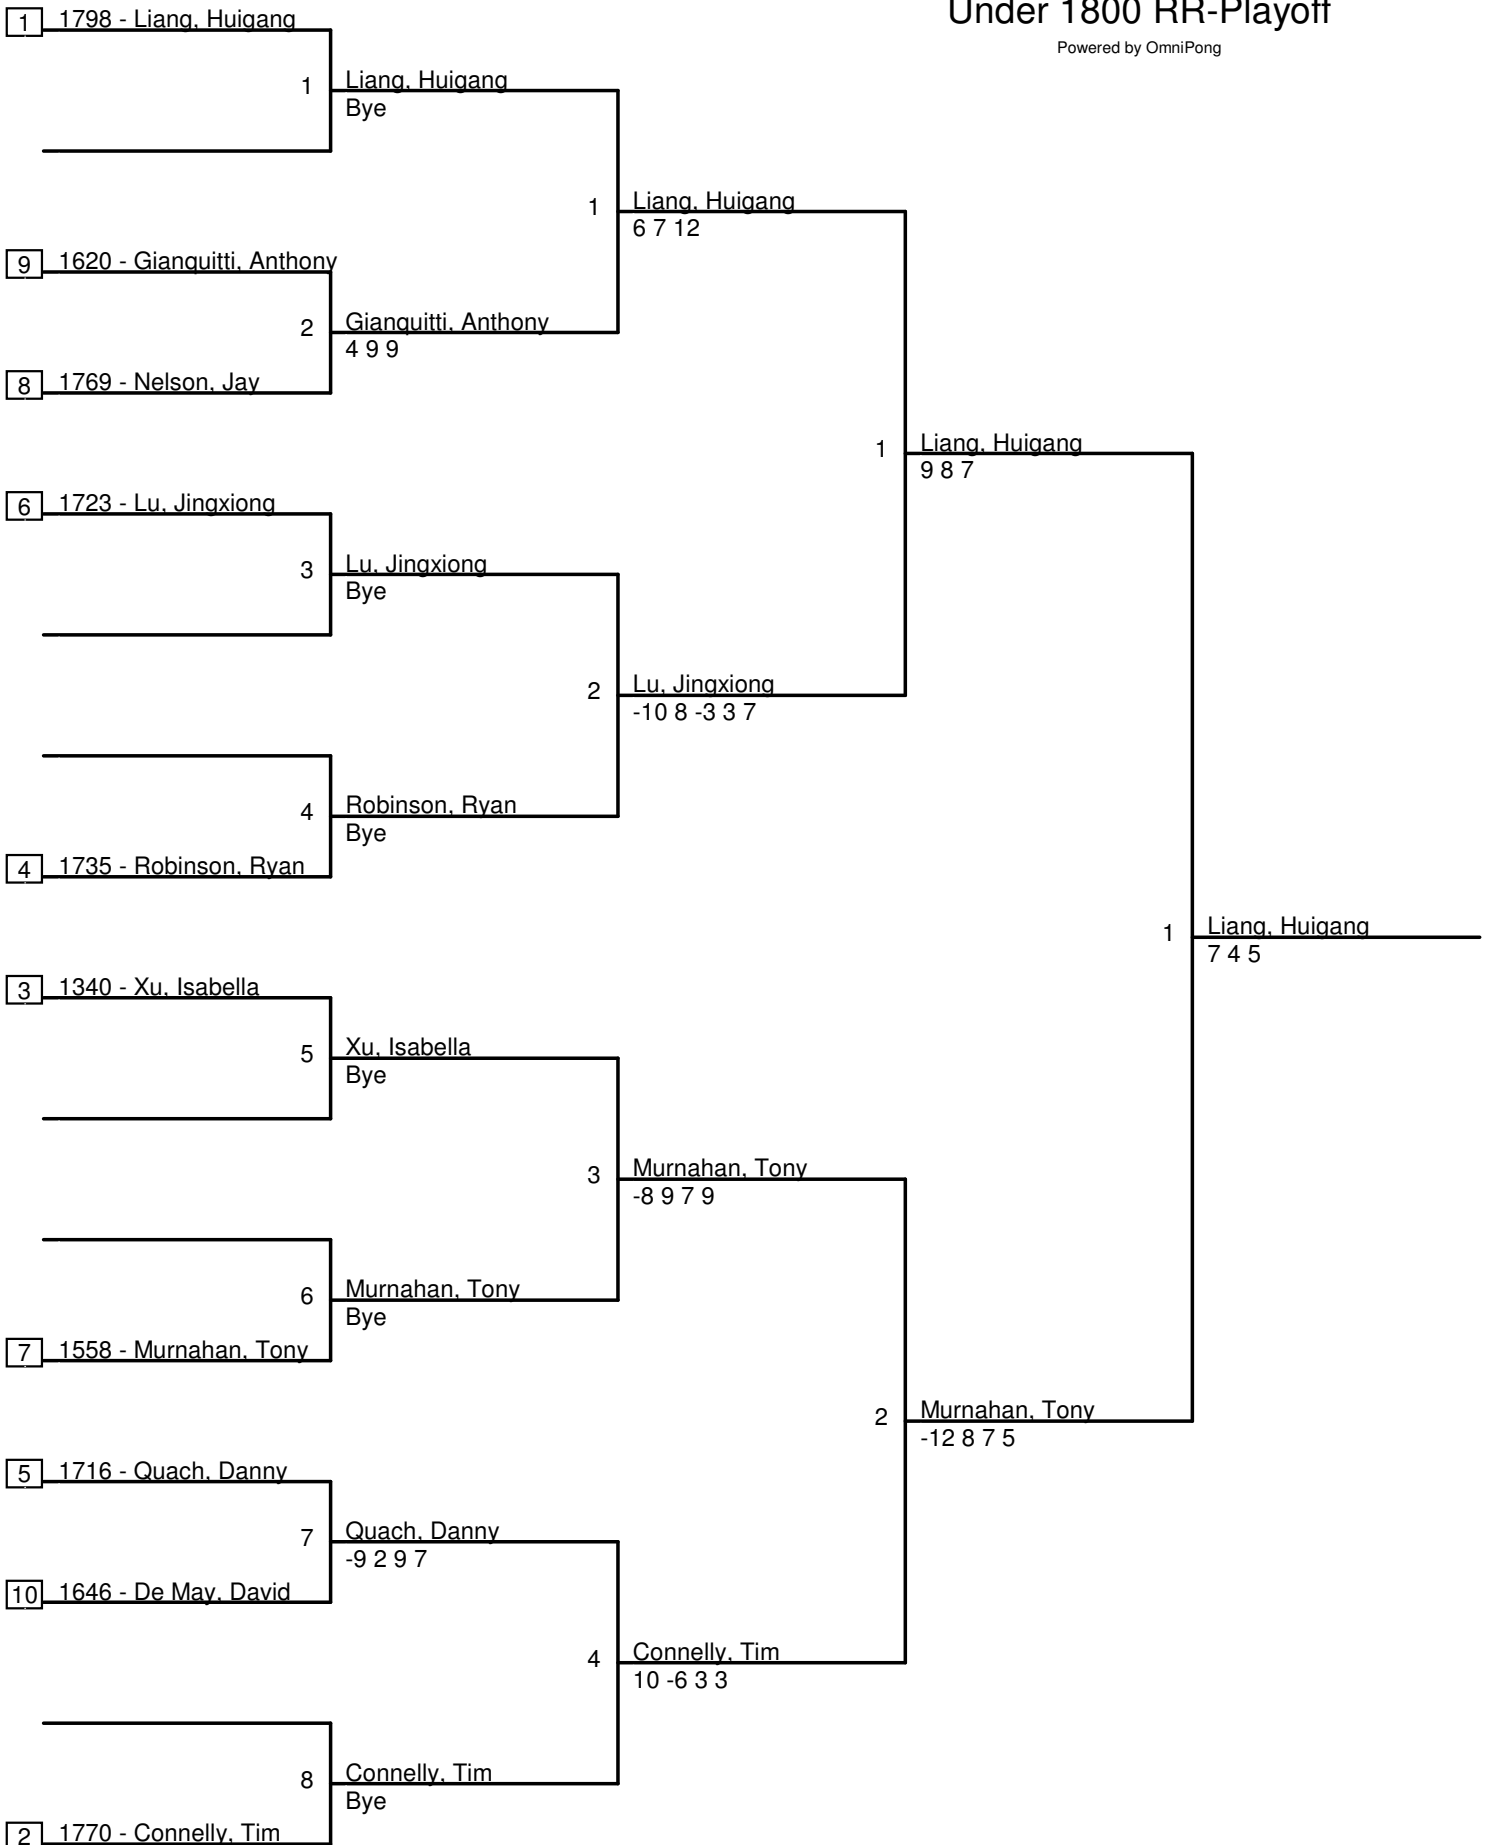 Under 1800 RR-Playoff
Powered by OmniPong
1 1798 - Liang, Huigang
1 Liang, Huigang
Bye
1 Liang, Huigang
6 7 12
9 1620 - Gianquitti, Anthony
2 Gianquitti, Anthony
4 9 9
8 1769 - Nelson, Jay
1 Liang, Huigang
9 8 7
6 1723 - Lu, Jingxiong
3 Lu, Jingxiong
Bye
2 Lu, Jingxiong
-10 8 -3 3 7
4 Robinson, Ryan
Bye
4 1735 - Robinson, Ryan
1 Liang, Huigang
7 4 5
3 1340 - Xu, Isabella
5 Xu, Isabella
Bye
3 Murnahan, Tony
-8 9 7 9
6 Murnahan, Tony
Bye
7 1558 - Murnahan, Tony
2 Murnahan, Tony
-12 8 7 5
5 1716 - Quach, Danny
7 Quach, Danny
-9 2 9 7
10 1646 - De May, David
4 Connelly, Tim
10 -6 3 3
8 Connelly, Tim
Bye
2 1770 - Connelly, Tim